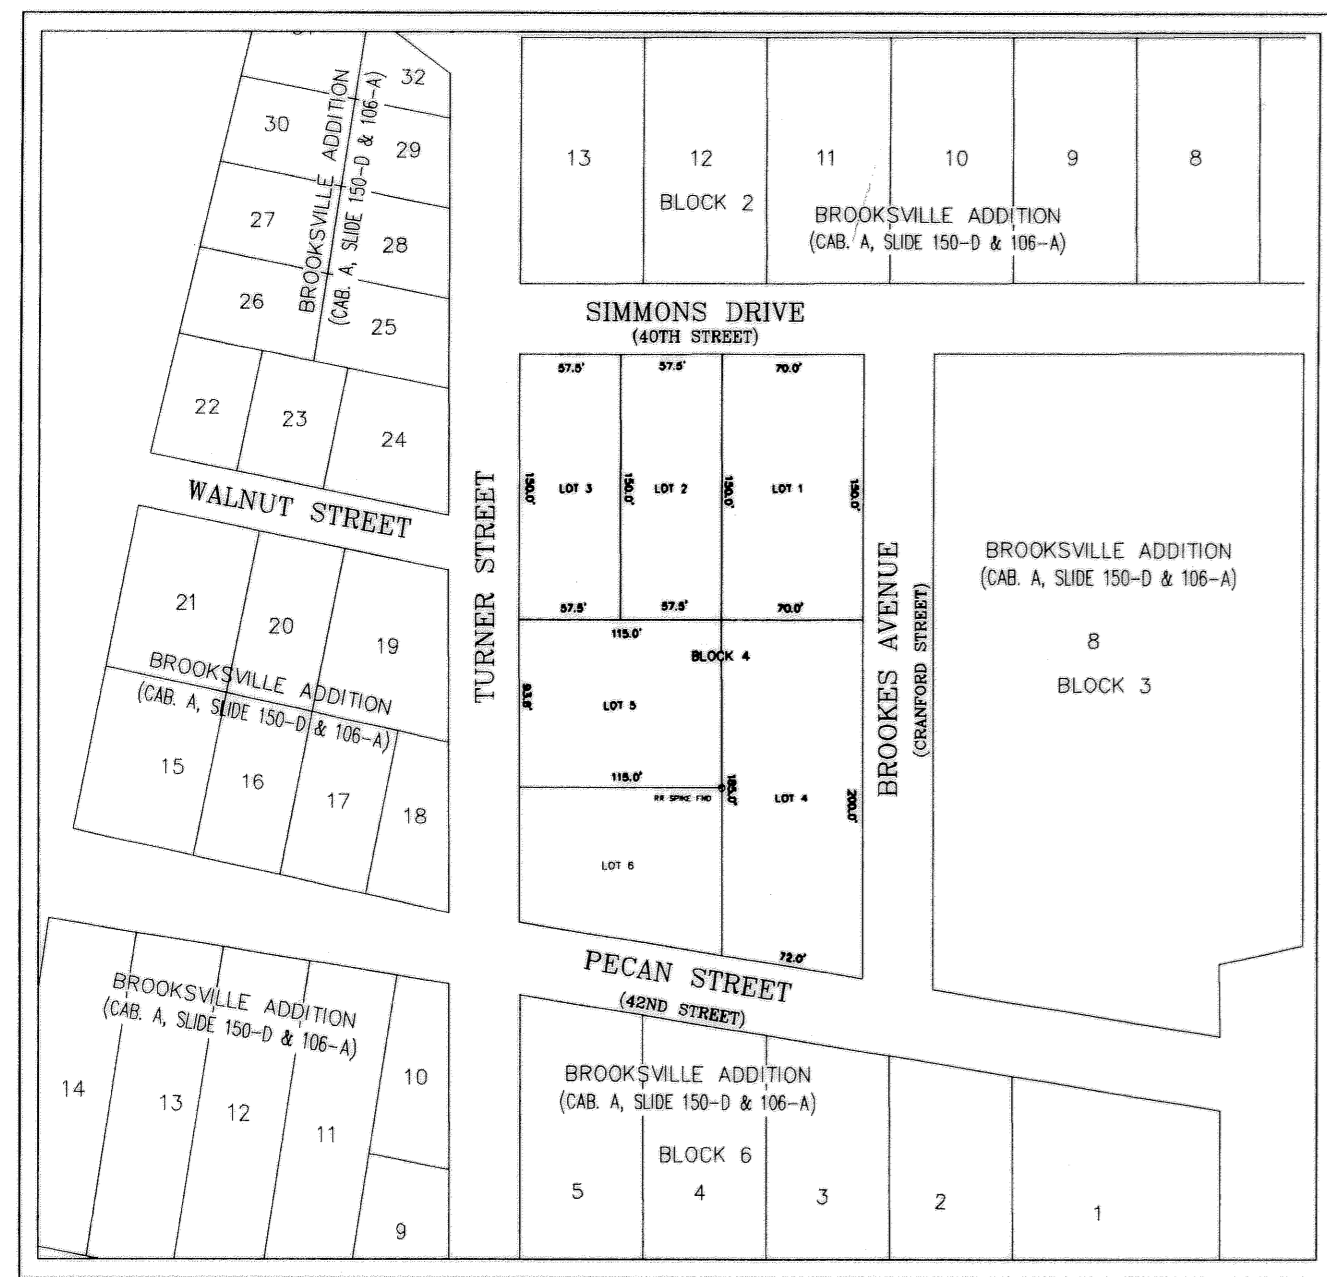 32
30
29
BROOKSVILLE ADDITION
(CAB. A, SLIDE 150-D & 106-A)
27
28
26
25
22
23
24
13
12
11
10
9
8
BLOCK 2
BROOKSVILLE ADDITION
(CAB. A, SLIDE 150-D & 106-A)
SIMMONS DRIVE
(40TH STREET)
57.5'
57.5'
70.0'
WALNUT STREET
TURNER STREET
150.0'
LOT 3
150.0'
LOT 2
150.0'
LOT 1
150.0'
57.5'
57.5'
70.0'
115.0'
BLOCK 4
93.8'
LOT 5
115.0'
RR SPIKE FND
185.0'
LOT 4
200.0'
LOT 6
72.0'
BROOKES AVENUE
(CRANFORD STREET)
BROOKSVILLE ADDITION
(CAB. A, SLIDE 150-D & 106-A)
8
BLOCK 3
21
20
19
BROOKSVILLE ADDITION
(CAB. A, SLIDE 150-D & 106-A)
15
16
17
18
PECAN STREET
(42ND STREET)
BROOKSVILLE ADDITION
(CAB. A, SLIDE 150-D & 106-A)
14
13
12
11
10
9
BROOKSVILLE ADDITION
(CAB. A, SLIDE 150-D & 106-A)
BLOCK 6
5
4
3
2
1